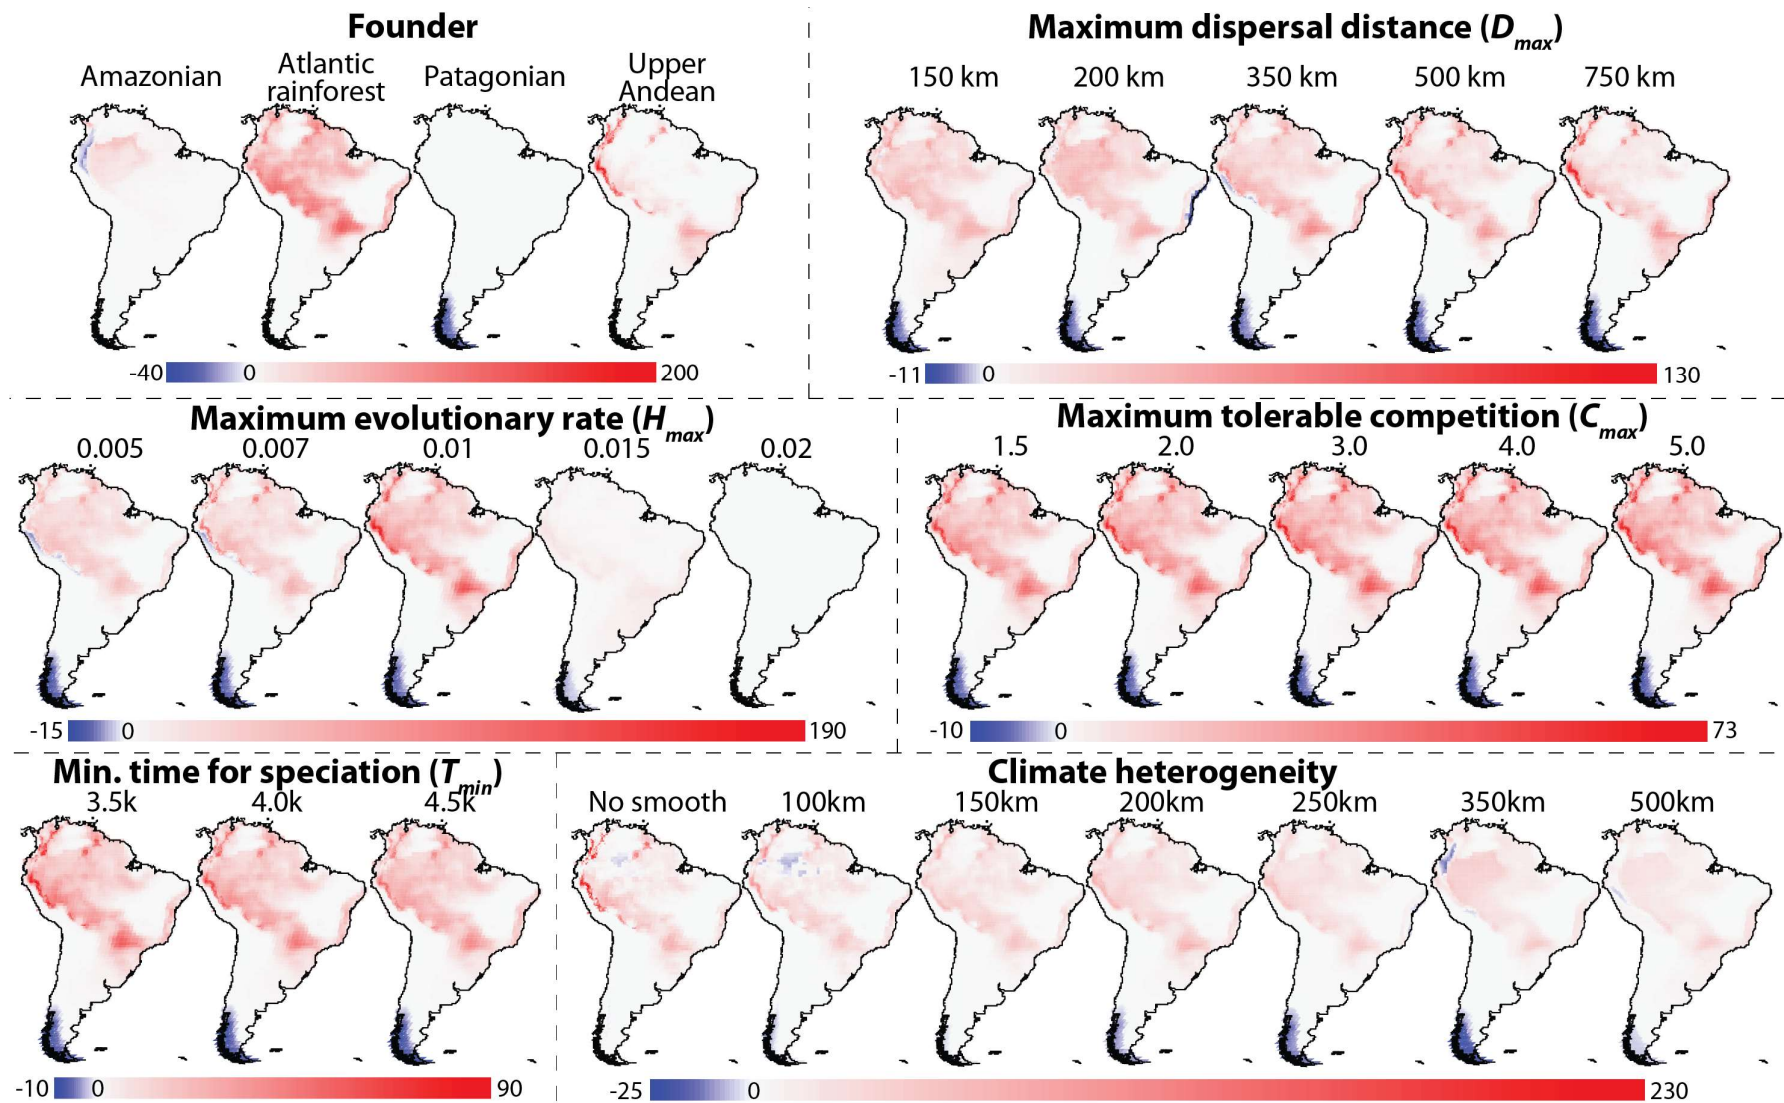 Founder
Amazonian
Atlantic
rainforest
Patagonian
Upper
Andean
-40
0
200
Maximum dispersal distance (Dmax)
150 km
200 km
350 km
500 km
750 km
-11
0
130
Maximum evolutionary rate (Hmax)
0.005
0.007
0.01
0.015
0.02
-15
0
190
Maximum tolerable competition (Cmax)
1.5
2.0
3.0
4.0
5.0
-10
0
73
Min. time for speciation (Tmin)
3.5k
4.0k
4.5k
-10
0
90
Climate heterogeneity
No smooth
100km
150km
200km
250km
350km
500km
-25
0
230